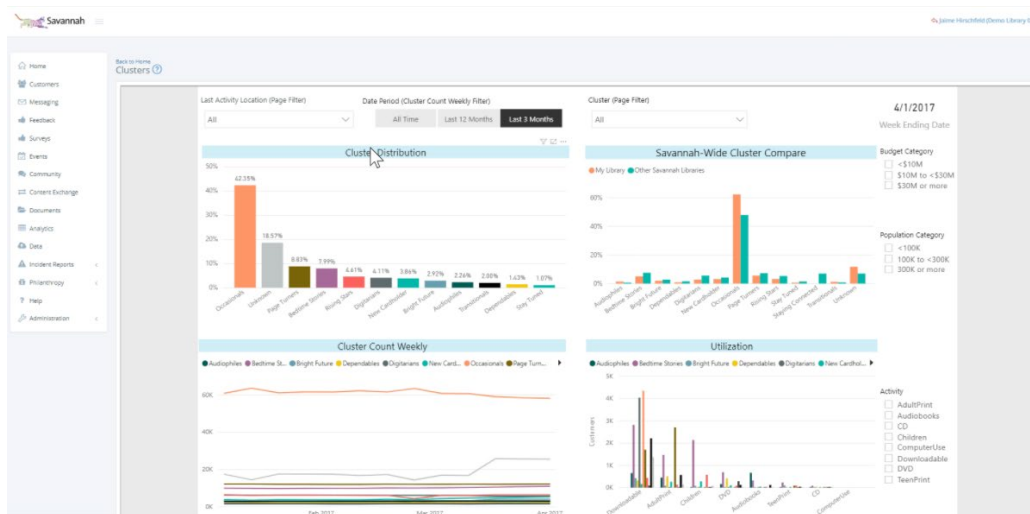 Savannah
Jaime Hirschfeld (Demo Library
Home
Customers
Messaging
Feedback
Surveys
Events
Community
Content Exchange
Documents
Analytics
Data
Incident Reports
Philanthropy
Help
Administration
Back to Home
Clusters
Last Activity Location (Page Filter)
All
Date Period (Cluster Count Weekly Filter)
All Time Last 12 Months Last 3 Months
Cluster (Page Filter)
All
4/1/2017
Week Ending Date
Cluster Distribution
50%
40%
30%
20%
10%
0%
42.35%
18.57%
8.83%
7.99%
4.61%
4.11%
3.86%
2.92%
2.26%
2.00%
1.43%
1.07%
Occasionals
Unknown
Page Turners
Bedtime Stories
Rising Stars
Digitarians
New Cardholder
Bright Future
Audiophiles
Transitionals
Dependables
Stay Tuned
Savannah-Wide Cluster Compare
My Library Other Savannah Libraries
60%
40%
20%
0%
Audiophiles
Bedtime Stories
Bright Future
Dependables
Digitarians
New Cardholder
Occasionals
Page Turners
Rising Stars
Stay Tuned
Staying Connected
Transitionals
Unknown
Budget Category
<$10M
$10M to <$30M
$30M or more
Population Category
<100K
100K to <300K
300K or more
Cluster Count Weekly
Audiophiles Bedtime St... Bright Future Dependables Digitarians New Card... Occasionals Page Turn...
60K
40K
20K
0K
Feb 2017
Mar 2017
Apr 2017
Utilization
Audiophiles Bedtime Stories Bright Future Dependables Digitarians New Cardhol...
Customers
5K
4K
3K
2K
1K
0K
Downloadable
AdultPrint
Children
DVD
AudioBooks
TeenPrint
CD
ComputerUse
Activity
AdultPrint
Audiobooks
CD
Children
ComputerUse
Downloadable
DVD
TeenPrint